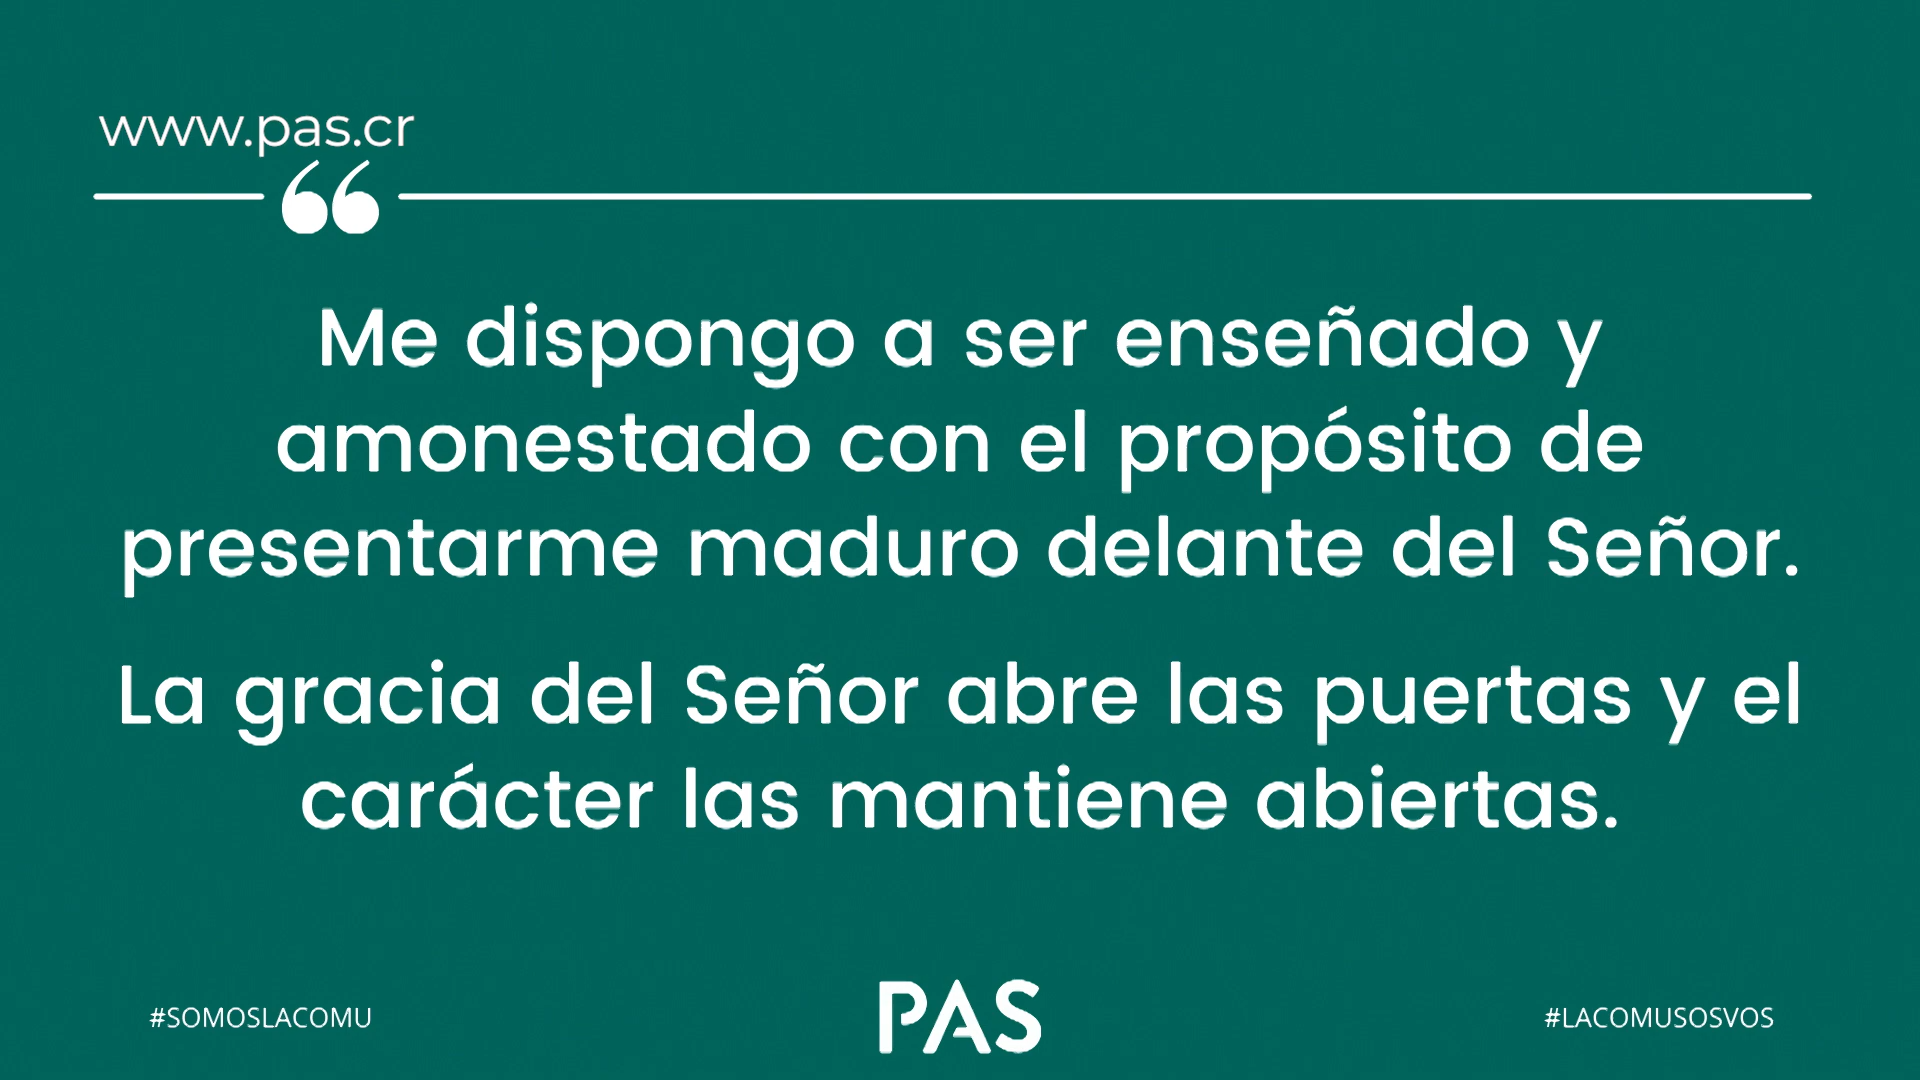 www.pas.cr
“
Me dispongo a ser enseñado y
amonestado con el propósito de
presentarme maduro delante del Señor.
La gracia del Señor abre las puertas y el
carácter las mantiene abiertas.
#SOMOSLACOMU
PAS
#LACOMUSOSVOS